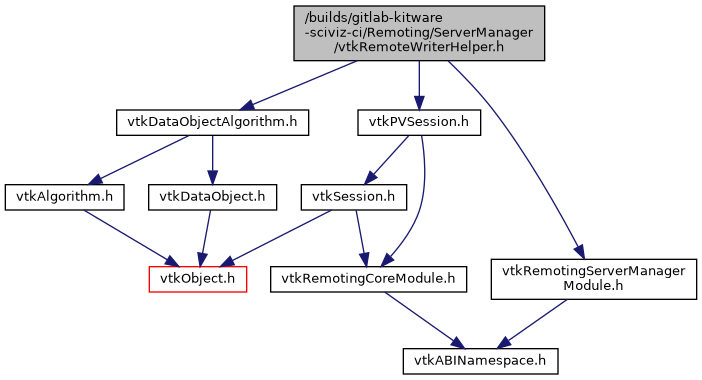 /builds/gitlab-kitware
-sciviz-ci/Remoting/ServerManager
/vtkRemoteWriterHelper.h
vtkDataObjectAlgorithm.h
vtkPVSession.h
vtkAlgorithm.h
vtkDataObject.h
vtkSession.h
vtkObject.h
vtkRemotingCoreModule.h
vtkRemotingServerManager
Module.h
vtkABINamespace.h